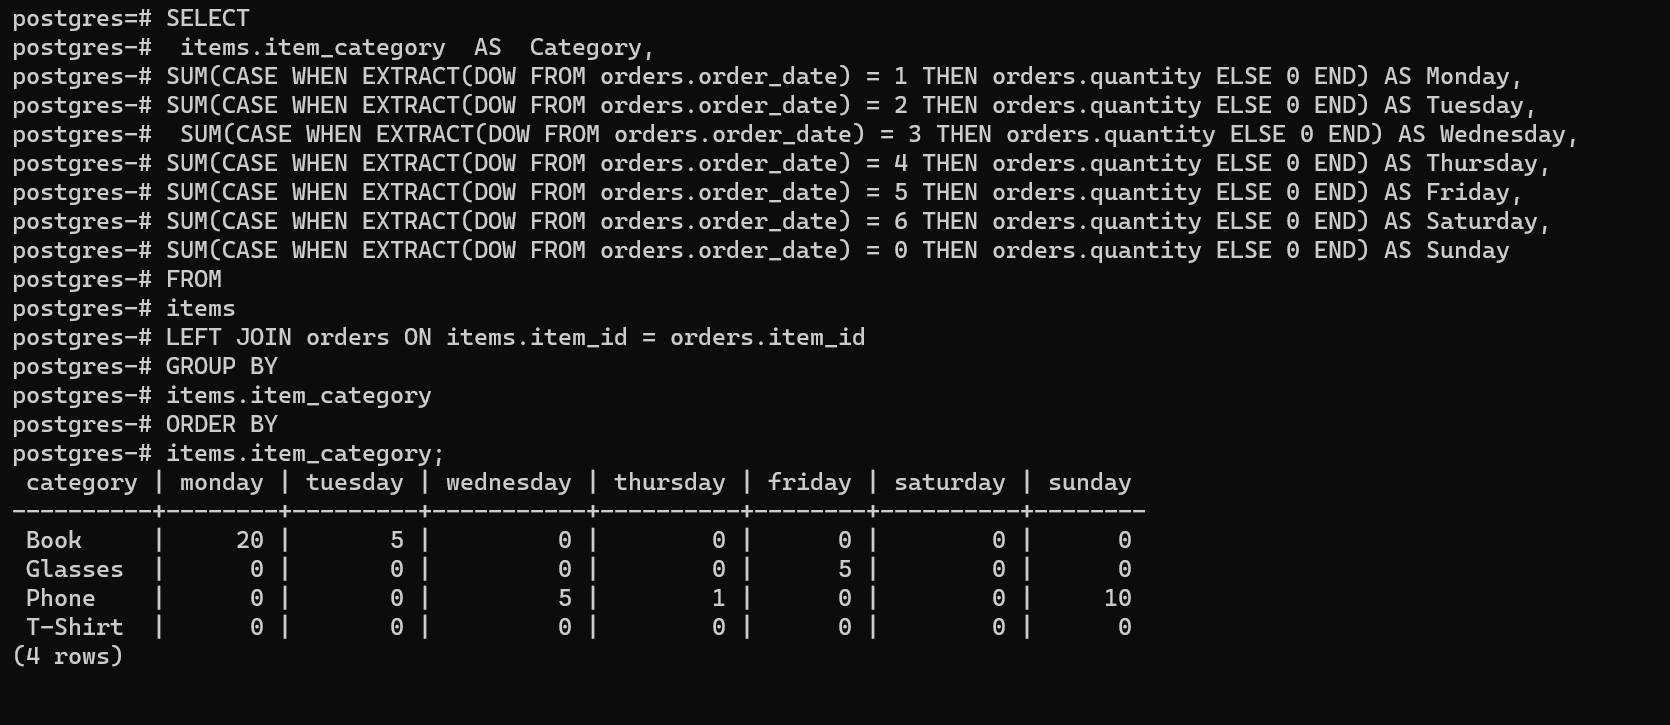 postgres=# SELECT
postgres-#  items.item_category  AS  Category,
postgres-# SUM(CASE WHEN EXTRACT(DOW FROM orders.order_date) = 1 THEN orders.quantity ELSE 0 END) AS Monday,
postgres-# SUM(CASE WHEN EXTRACT(DOW FROM orders.order_date) = 2 THEN orders.quantity ELSE 0 END) AS Tuesday,
postgres-#  SUM(CASE WHEN EXTRACT(DOW FROM orders.order_date) = 3 THEN orders.quantity ELSE 0 END) AS Wednesday,
postgres-# SUM(CASE WHEN EXTRACT(DOW FROM orders.order_date) = 4 THEN orders.quantity ELSE 0 END) AS Thursday,
postgres-# SUM(CASE WHEN EXTRACT(DOW FROM orders.order_date) = 5 THEN orders.quantity ELSE 0 END) AS Friday,
postgres-# SUM(CASE WHEN EXTRACT(DOW FROM orders.order_date) = 6 THEN orders.quantity ELSE 0 END) AS Saturday,
postgres-# SUM(CASE WHEN EXTRACT(DOW FROM orders.order_date) = 0 THEN orders.quantity ELSE 0 END) AS Sunday
postgres-# FROM
postgres-# items
postgres-# LEFT JOIN orders ON items.item_id = orders.item_id
postgres-# GROUP BY
postgres-# items.item_category
postgres-# ORDER BY
postgres-# items.item_category;
 category | monday | tuesday | wednesday | thursday | friday | saturday | sunday
----------+--------+---------+-----------+----------+--------+----------+--------
 Book     |     20 |       5 |         0 |        0 |      0 |        0 |      0
 Glasses  |      0 |       0 |         0 |        0 |      5 |        0 |      0
 Phone    |      0 |       0 |         5 |        1 |      0 |        0 |     10
 T-Shirt  |      0 |       0 |         0 |        0 |      0 |        0 |      0
(4 rows)